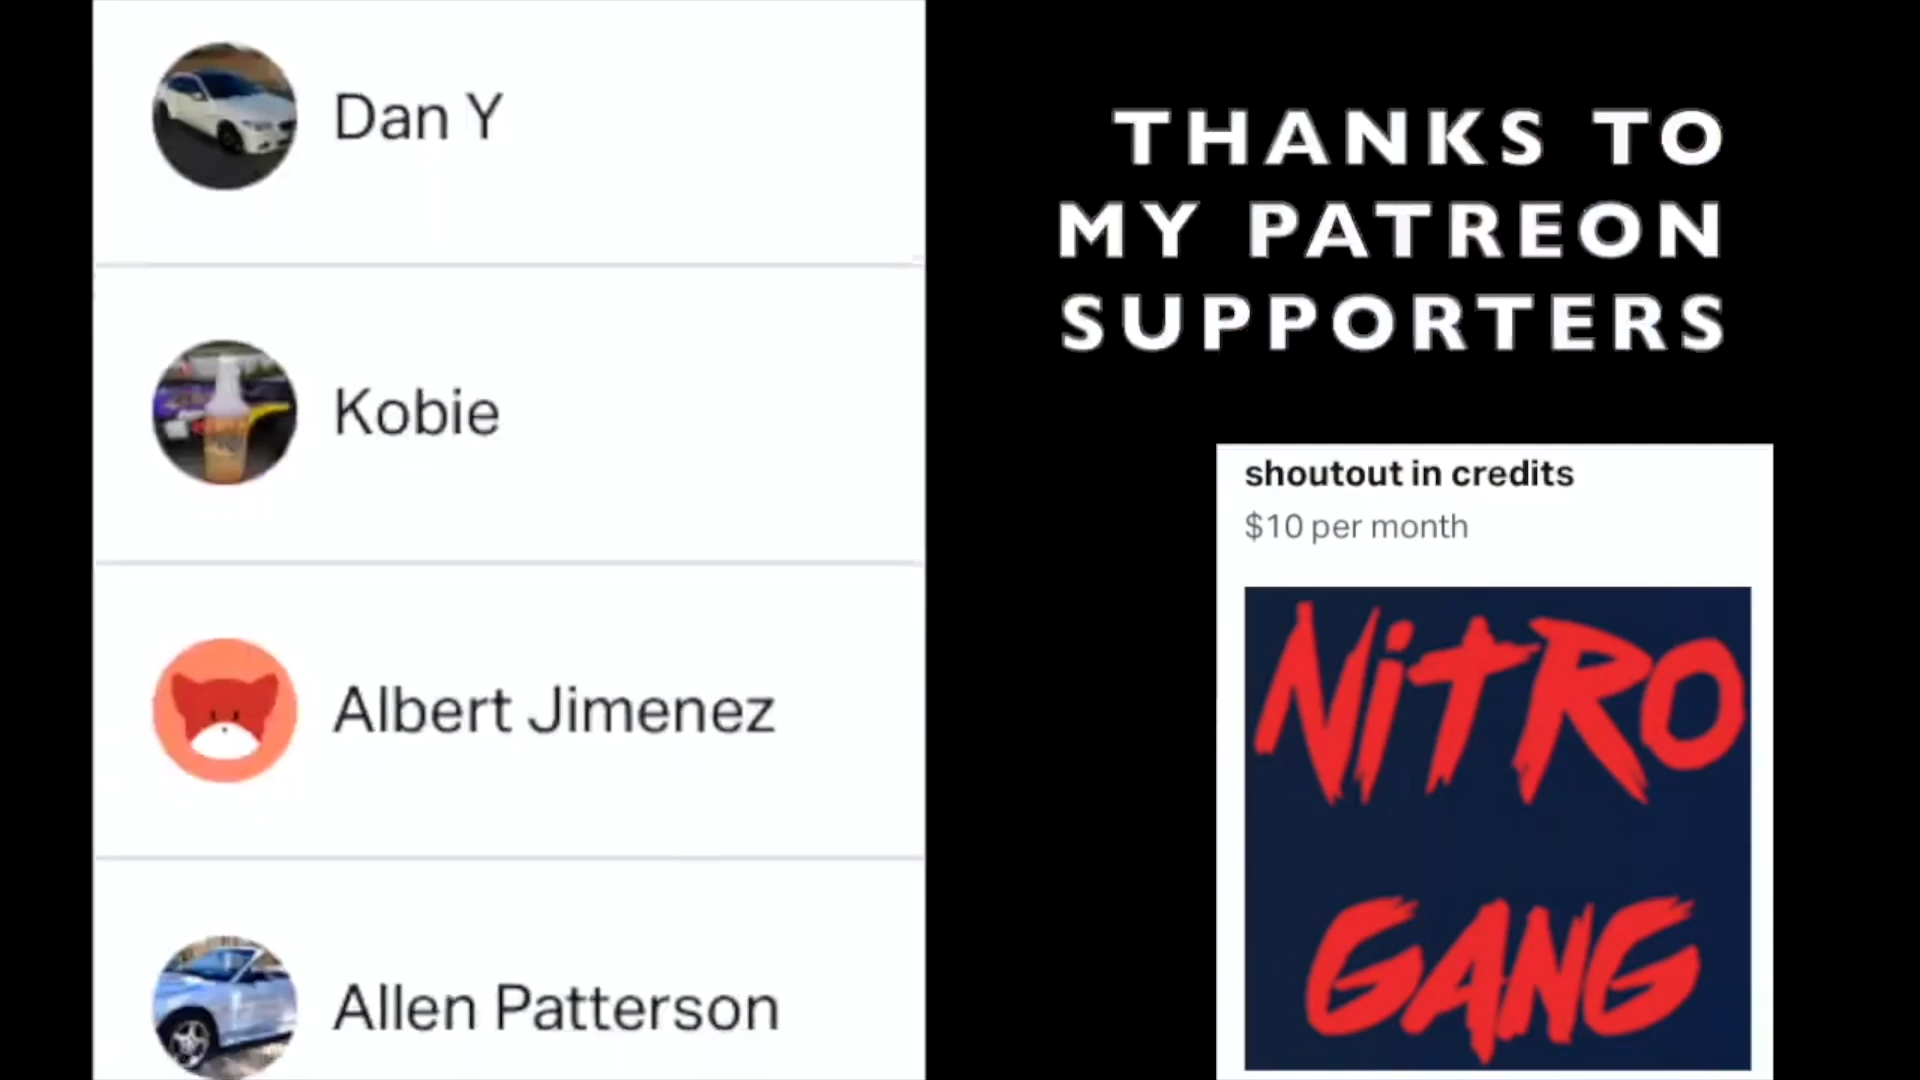 Dan Y
Kobie
Albert Jimenez
Allen Patterson
THANKS TO
MY PATREON
SUPPORTERS
shoutout in credits
$10 per month
NiTRO
GANG